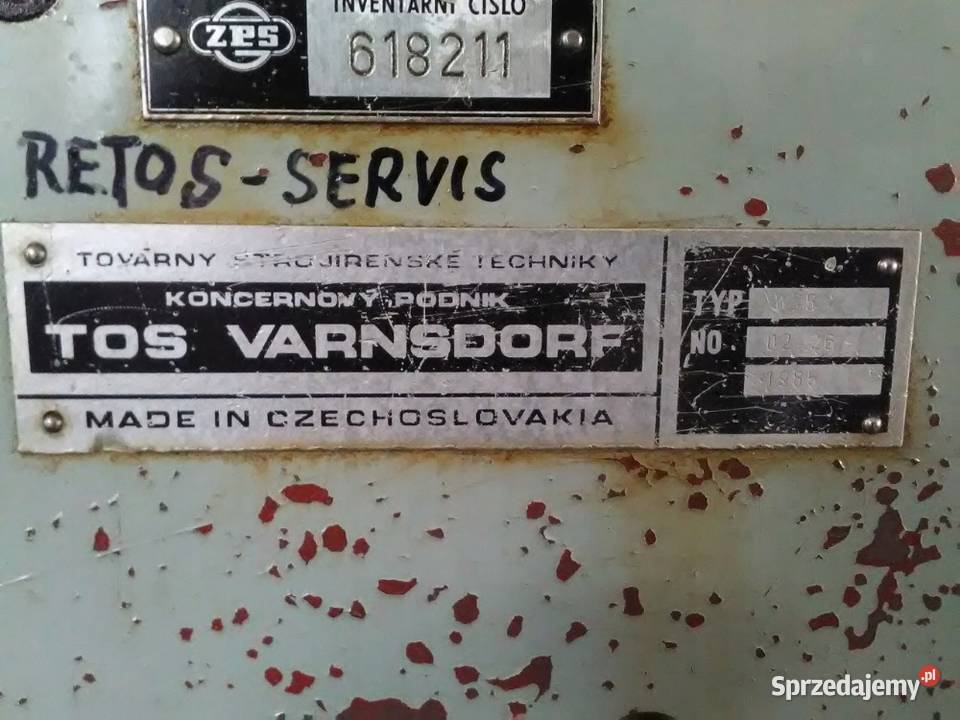 INVENTÁRNÍ ČÍSLO
ZPS
618211
RETOS-SERVIS
TOVÁRNY STROJÍRENSKÉ TECHNIKY
KONCERNOVÝ PODNIK
TOS VARNSDORF
MADE IN CZECHOSLOVAKIA
TYP
NO.
1985
Sprzedajemy.pl